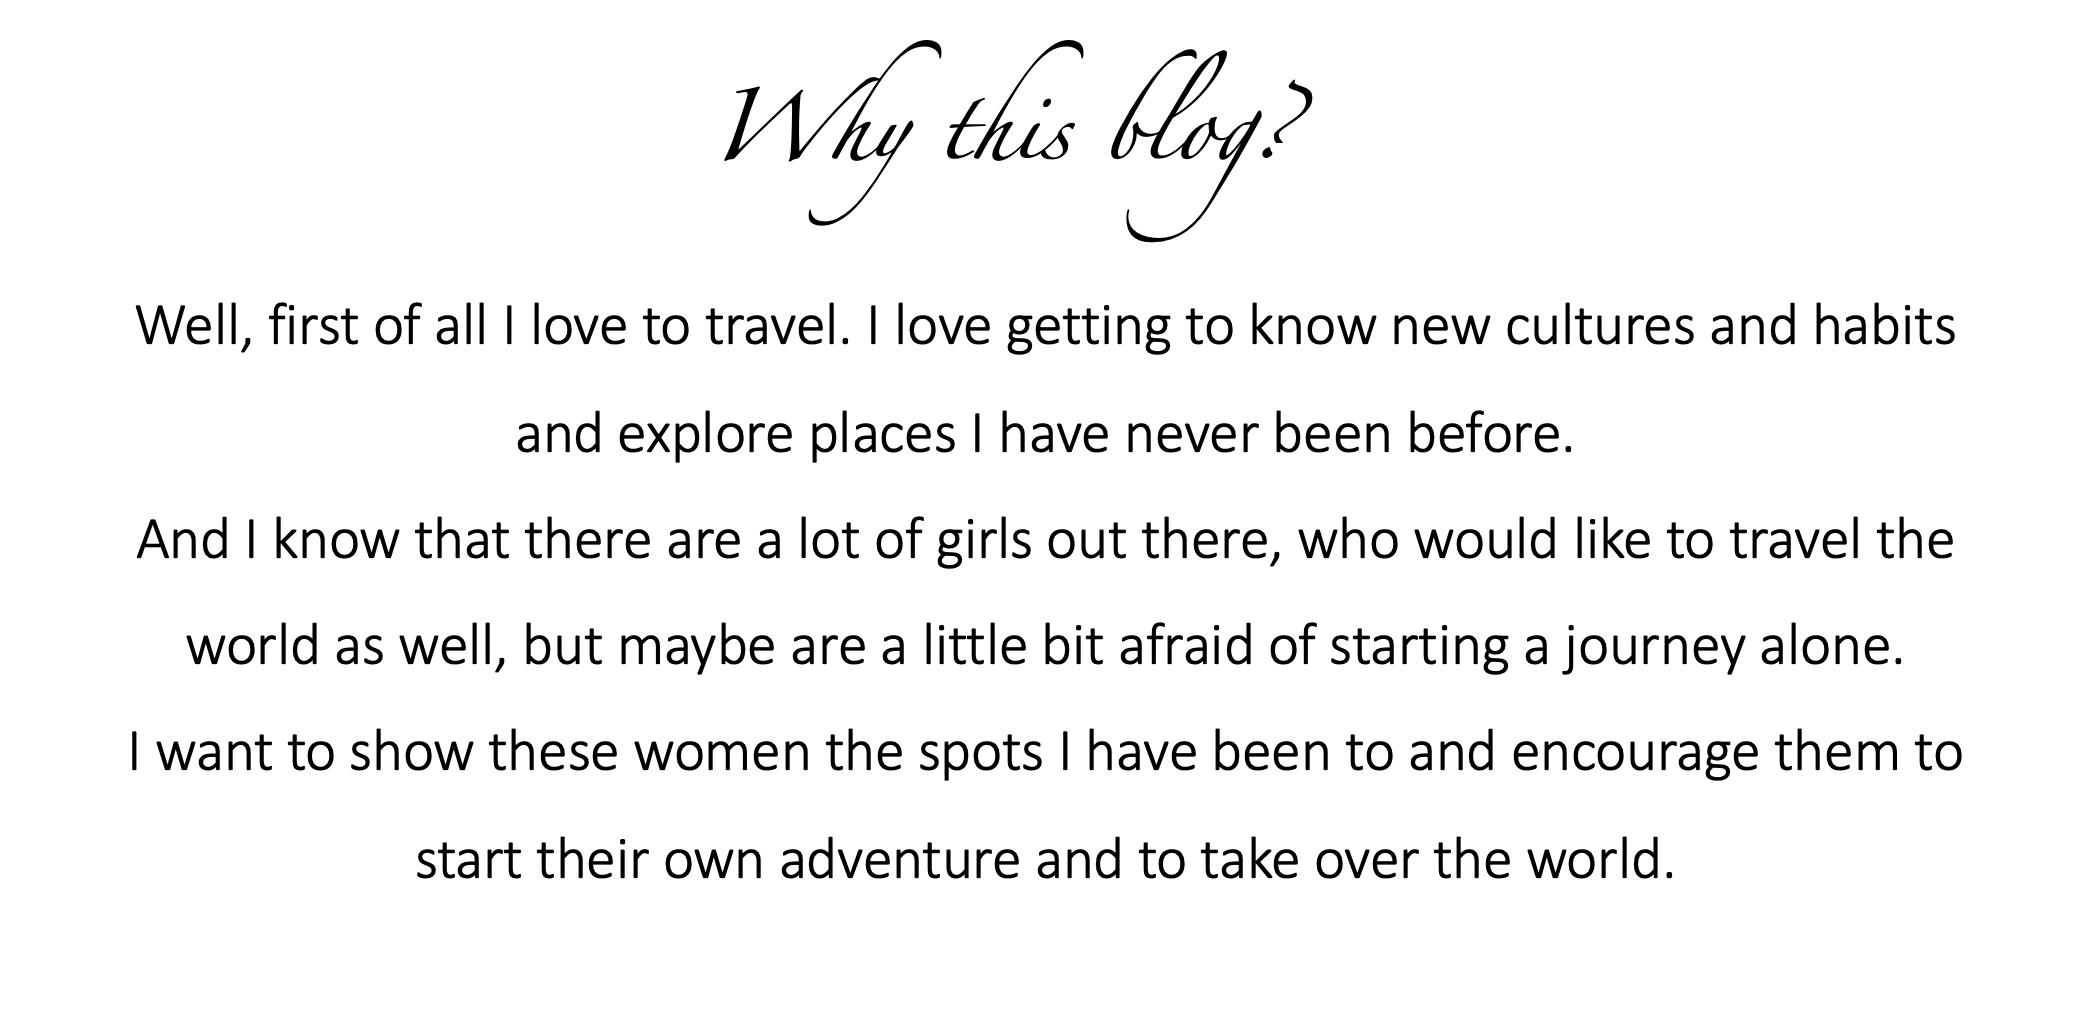 Why this blog?
Well, first of all I love to travel. I love getting to know new cultures and habits
and explore places I have never been before.
And I know that there are a lot of girls out there, who would like to travel the
world as well, but maybe are a little bit afraid of starting a journey alone.
I want to show these women the spots I have been to and encourage them to
start their own adventure and to take over the world.